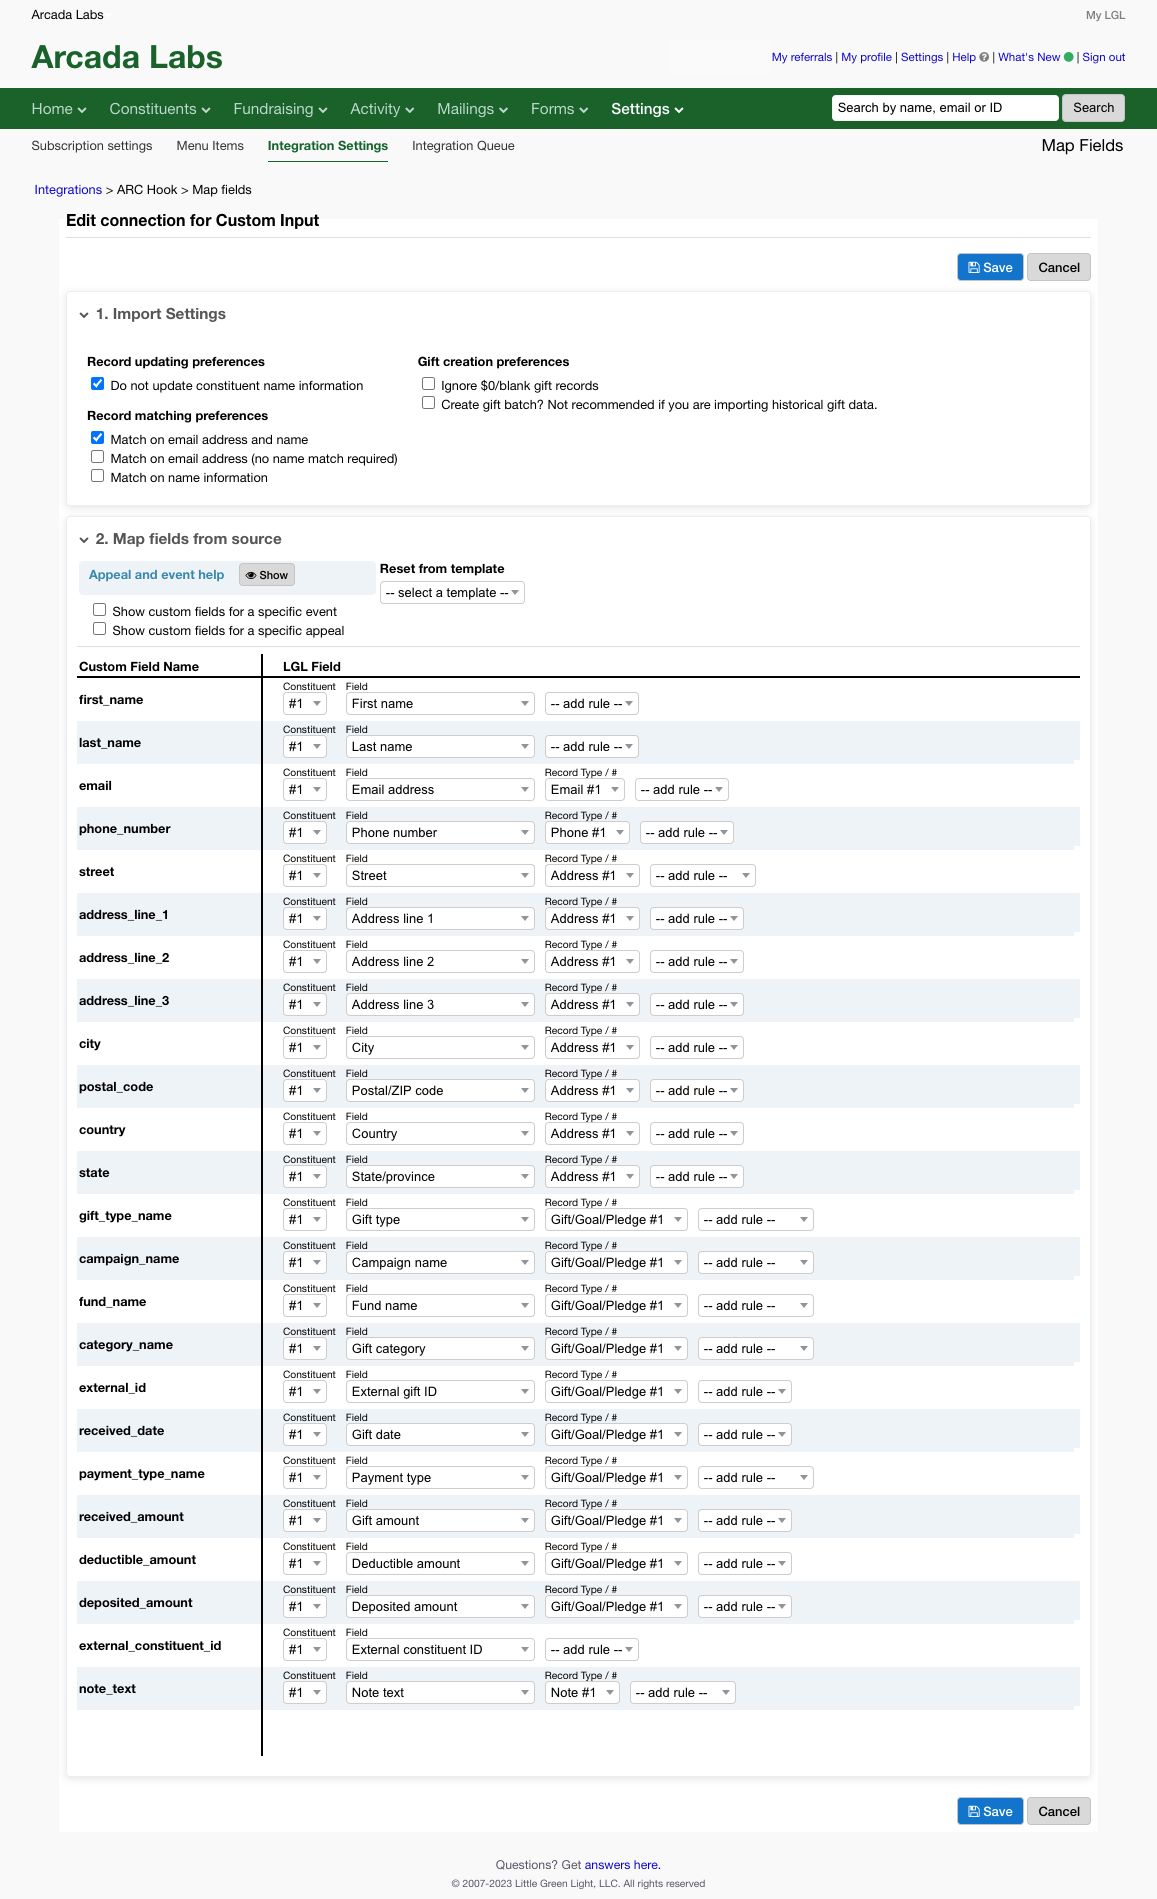 Arcada Labs
My LGL
Arcada Labs
My referrals | My profile | Settings | Help | What's New | Sign out
Home Constituents Fundraising Activity Mailings Forms Settings
Search by name, email or ID Search
Subscription settings Menu Items Integration Settings Integration Queue
Map Fields
Integrations > ARC Hook > Map fields
Edit connection for Custom Input
Save Cancel
1. Import Settings
Record updating preferences
Do not update constituent name information
Record matching preferences
Match on email address and name
Match on email address (no name match required)
Match on name information
Gift creation preferences
Ignore $0/blank gift records
Create gift batch? Not recommended if you are importing historical gift data.
2. Map fields from source
Appeal and event help Show
Show custom fields for a specific event
Show custom fields for a specific appeal
Reset from template
-- select a template --
Custom Field Name LGL Field
Constituent Field
first_name #1 First name -- add rule --
Constituent Field
last_name #1 Last name -- add rule --
Constituent Field Record Type / #
email #1 Email address Email #1 -- add rule --
Constituent Field Record Type / #
phone_number #1 Phone number Phone #1 -- add rule --
Constituent Field Record Type / #
street #1 Street Address #1 -- add rule --
Constituent Field Record Type / #
address_line_1 #1 Address line 1 Address #1 -- add rule --
Constituent Field Record Type / #
address_line_2 #1 Address line 2 Address #1 -- add rule --
Constituent Field Record Type / #
address_line_3 #1 Address line 3 Address #1 -- add rule --
Constituent Field Record Type / #
city #1 City Address #1 -- add rule --
Constituent Field Record Type / #
postal_code #1 Postal/ZIP code Address #1 -- add rule --
Constituent Field Record Type / #
country #1 Country Address #1 -- add rule --
Constituent Field Record Type / #
state #1 State/province Address #1 -- add rule --
Constituent Field Record Type / #
gift_type_name #1 Gift type Gift/Goal/Pledge #1 -- add rule --
Constituent Field Record Type / #
campaign_name #1 Campaign name Gift/Goal/Pledge #1 -- add rule --
Constituent Field Record Type / #
fund_name #1 Fund name Gift/Goal/Pledge #1 -- add rule --
Constituent Field Record Type / #
category_name #1 Gift category Gift/Goal/Pledge #1 -- add rule --
Constituent Field Record Type / #
external_id #1 External gift ID Gift/Goal/Pledge #1 -- add rule --
Constituent Field Record Type / #
received_date #1 Gift date Gift/Goal/Pledge #1 -- add rule --
Constituent Field Record Type / #
payment_type_name #1 Payment type Gift/Goal/Pledge #1 -- add rule --
Constituent Field Record Type / #
received_amount #1 Gift amount Gift/Goal/Pledge #1 -- add rule --
Constituent Field Record Type / #
deductible_amount #1 Deductible amount Gift/Goal/Pledge #1 -- add rule --
Constituent Field Record Type / #
deposited_amount #1 Deposited amount Gift/Goal/Pledge #1 -- add rule --
Constituent Field
external_constituent_id #1 External constituent ID -- add rule --
Constituent Field Record Type / #
note_text #1 Note text Note #1 -- add rule --
Save Cancel
Questions? Get answers here.
© 2007-2023 Little Green Light, LLC. All rights reserved